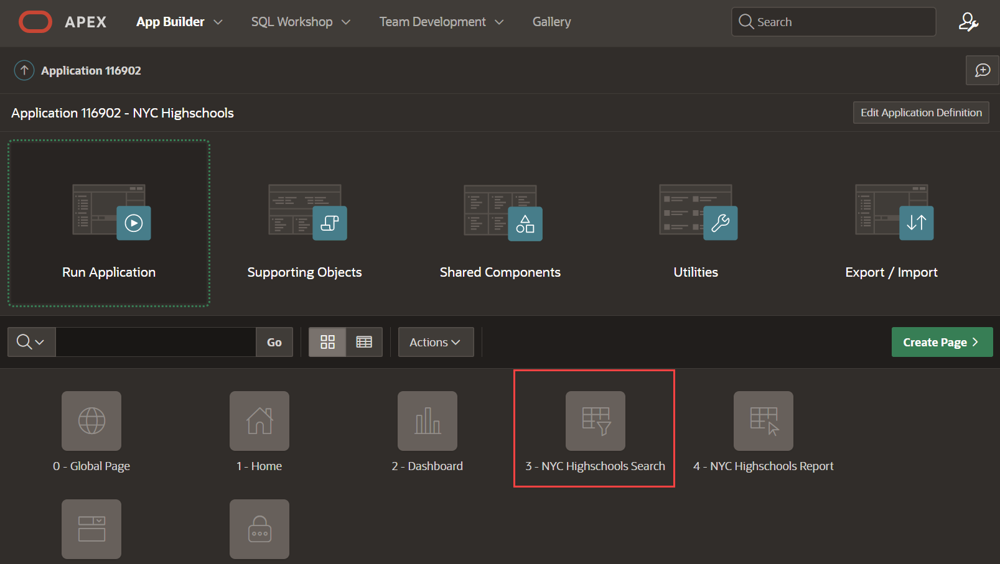 APEX App Builder SQL Workshop Team Development Gallery Search
Application 116902
Application 116902 - NYC Highschools Edit Application Definition
Run Application Supporting Objects Shared Components Utilities Export / Import
Go Actions Create Page
0 - Global Page 1 - Home 2 - Dashboard 3 - NYC Highschools Search 4 - NYC Highschools Report